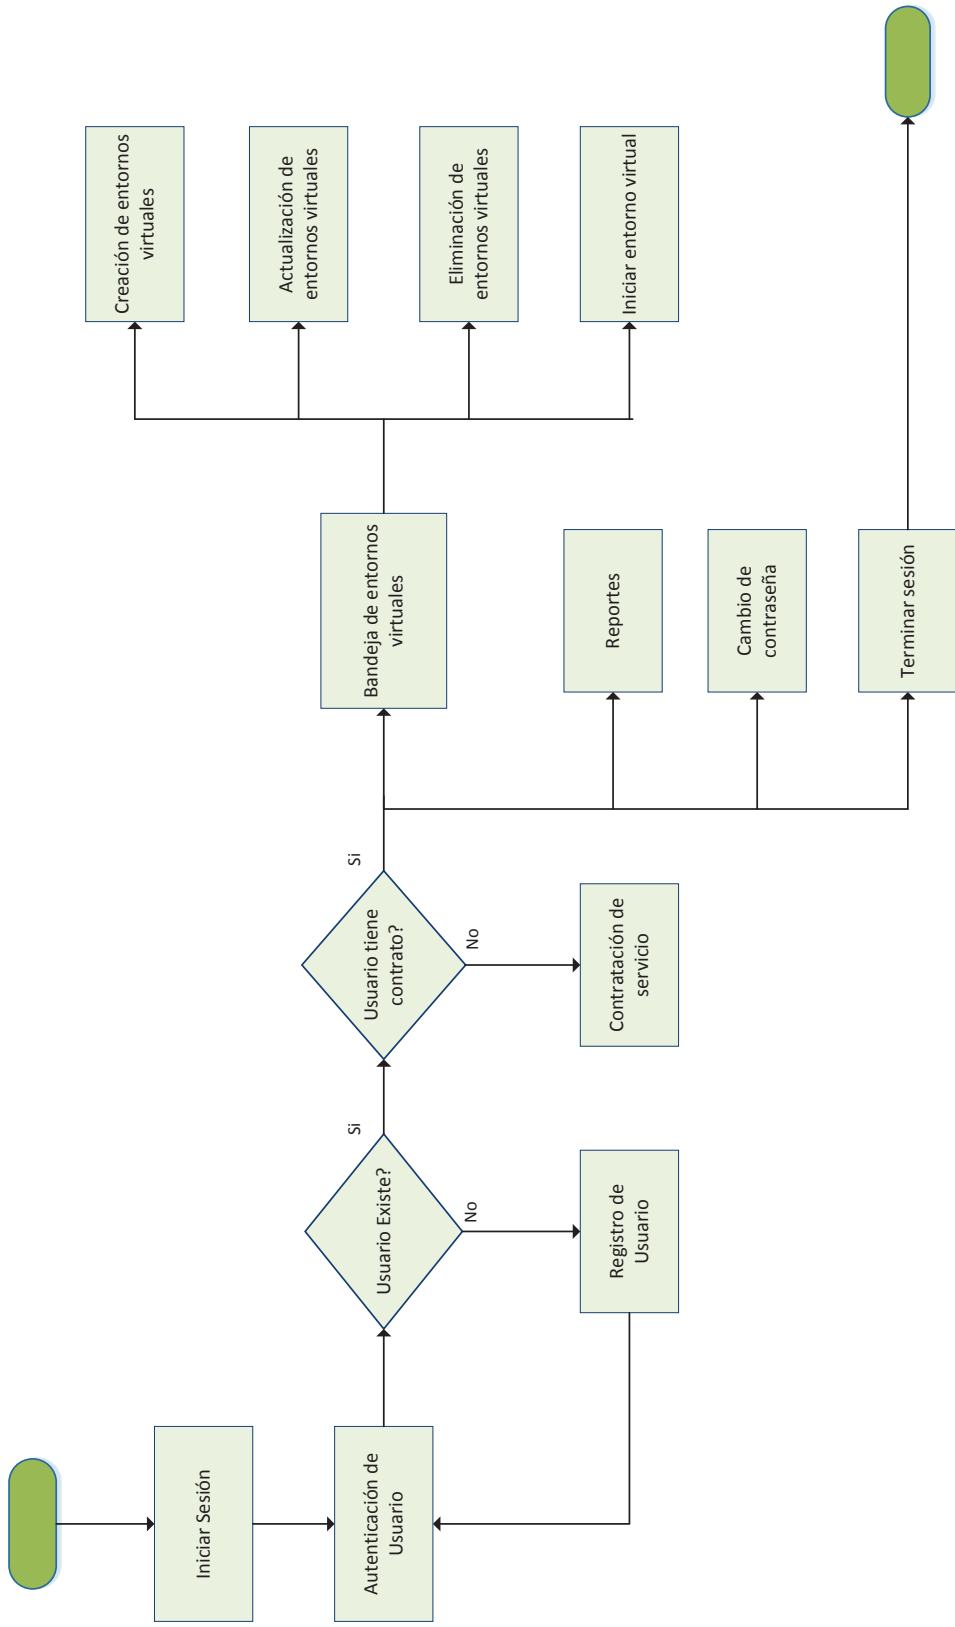 Iniciar Sesión
Autenticación de
Usuario
Usuario Existe?
Si
No
Registro de
Usuario
Usuario tiene
contrato?
Si
No
Contratación de
servicio
Bandeja de entornos
virtuales
Reportes
Cambio de
contraseña
Terminar sesión
Creación de entornos
virtuales
Actualización de
entornos virtuales
Eliminación de
entornos virtuales
Iniciar entorno virtual